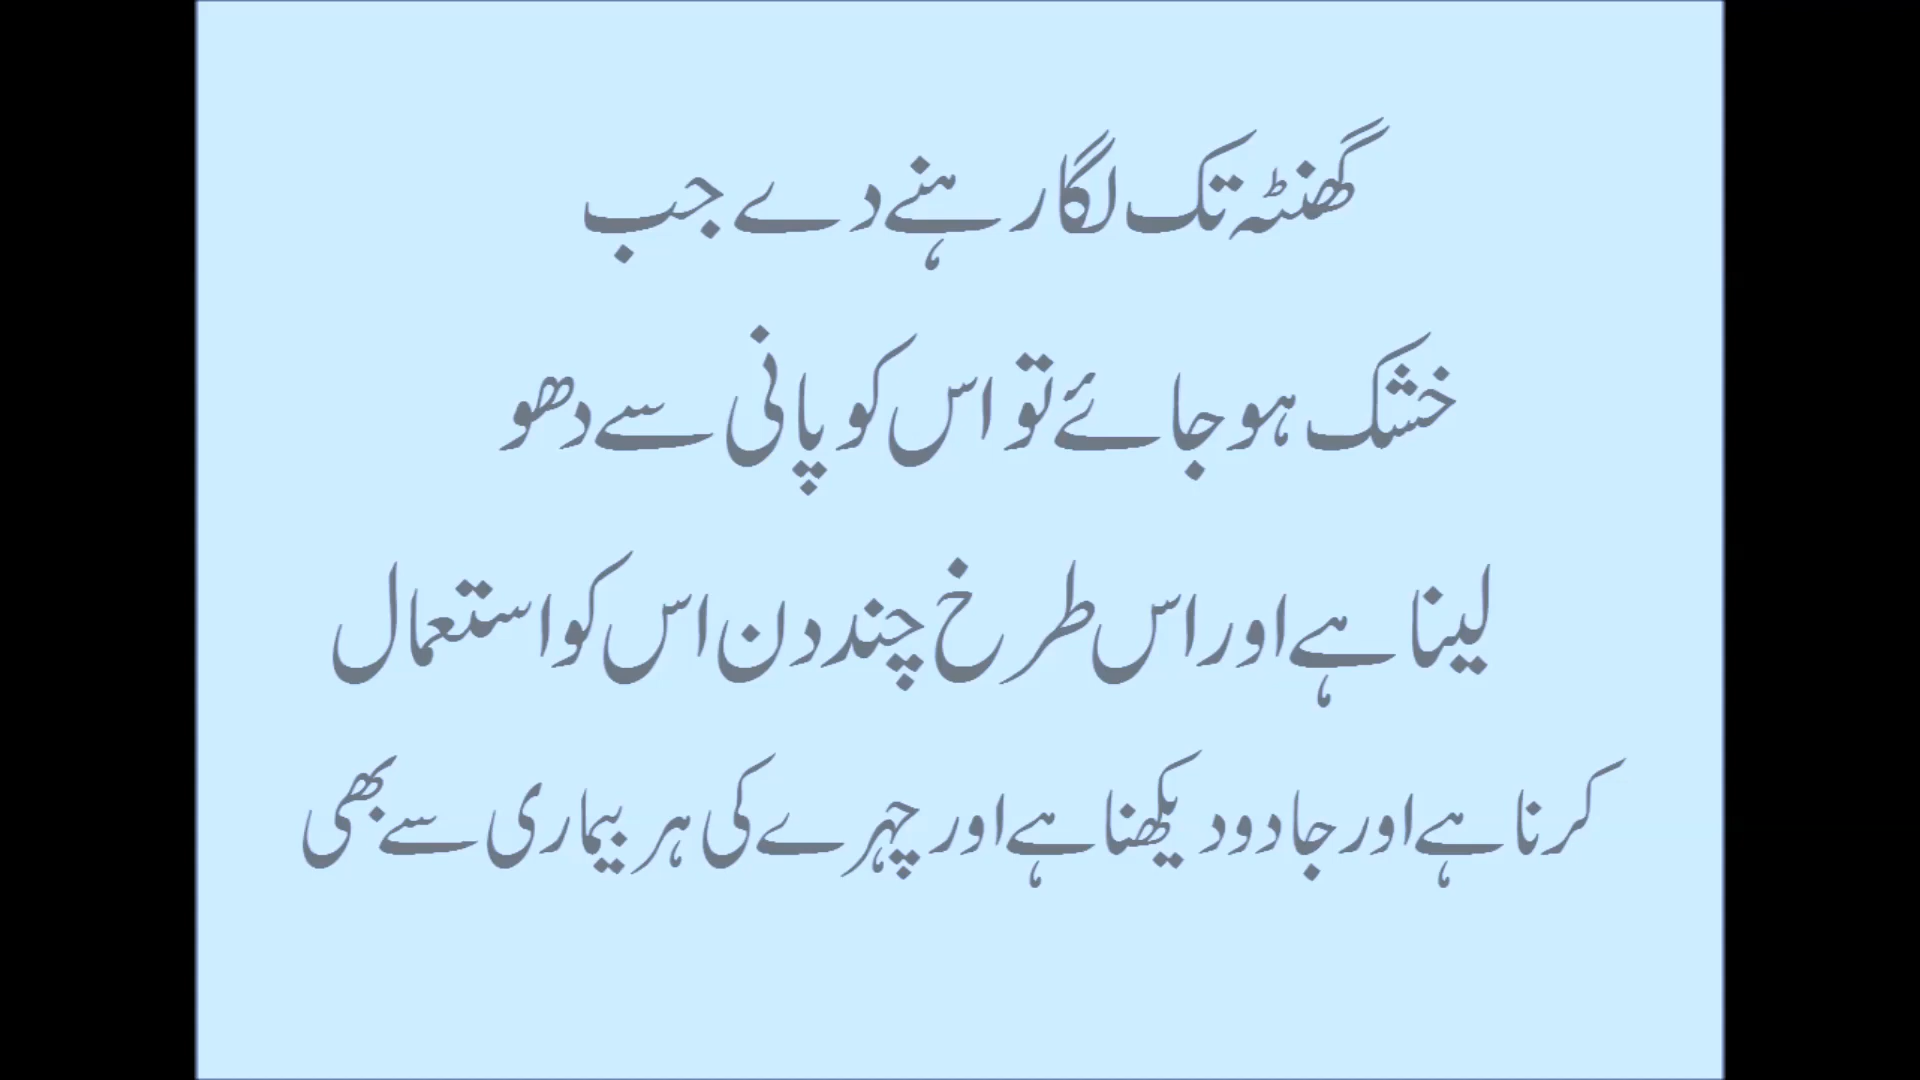 گھنٹہ تک لگا رہنے دے جب
خشک ہو جائے تو اس کو پانی سے دھو
لینا ہے اور اس طرخ چند دن اس کو استعمال
کرنا ہے اور جادو دیکھنا ہے اور چہرے کی ہر بیماری سے بھی